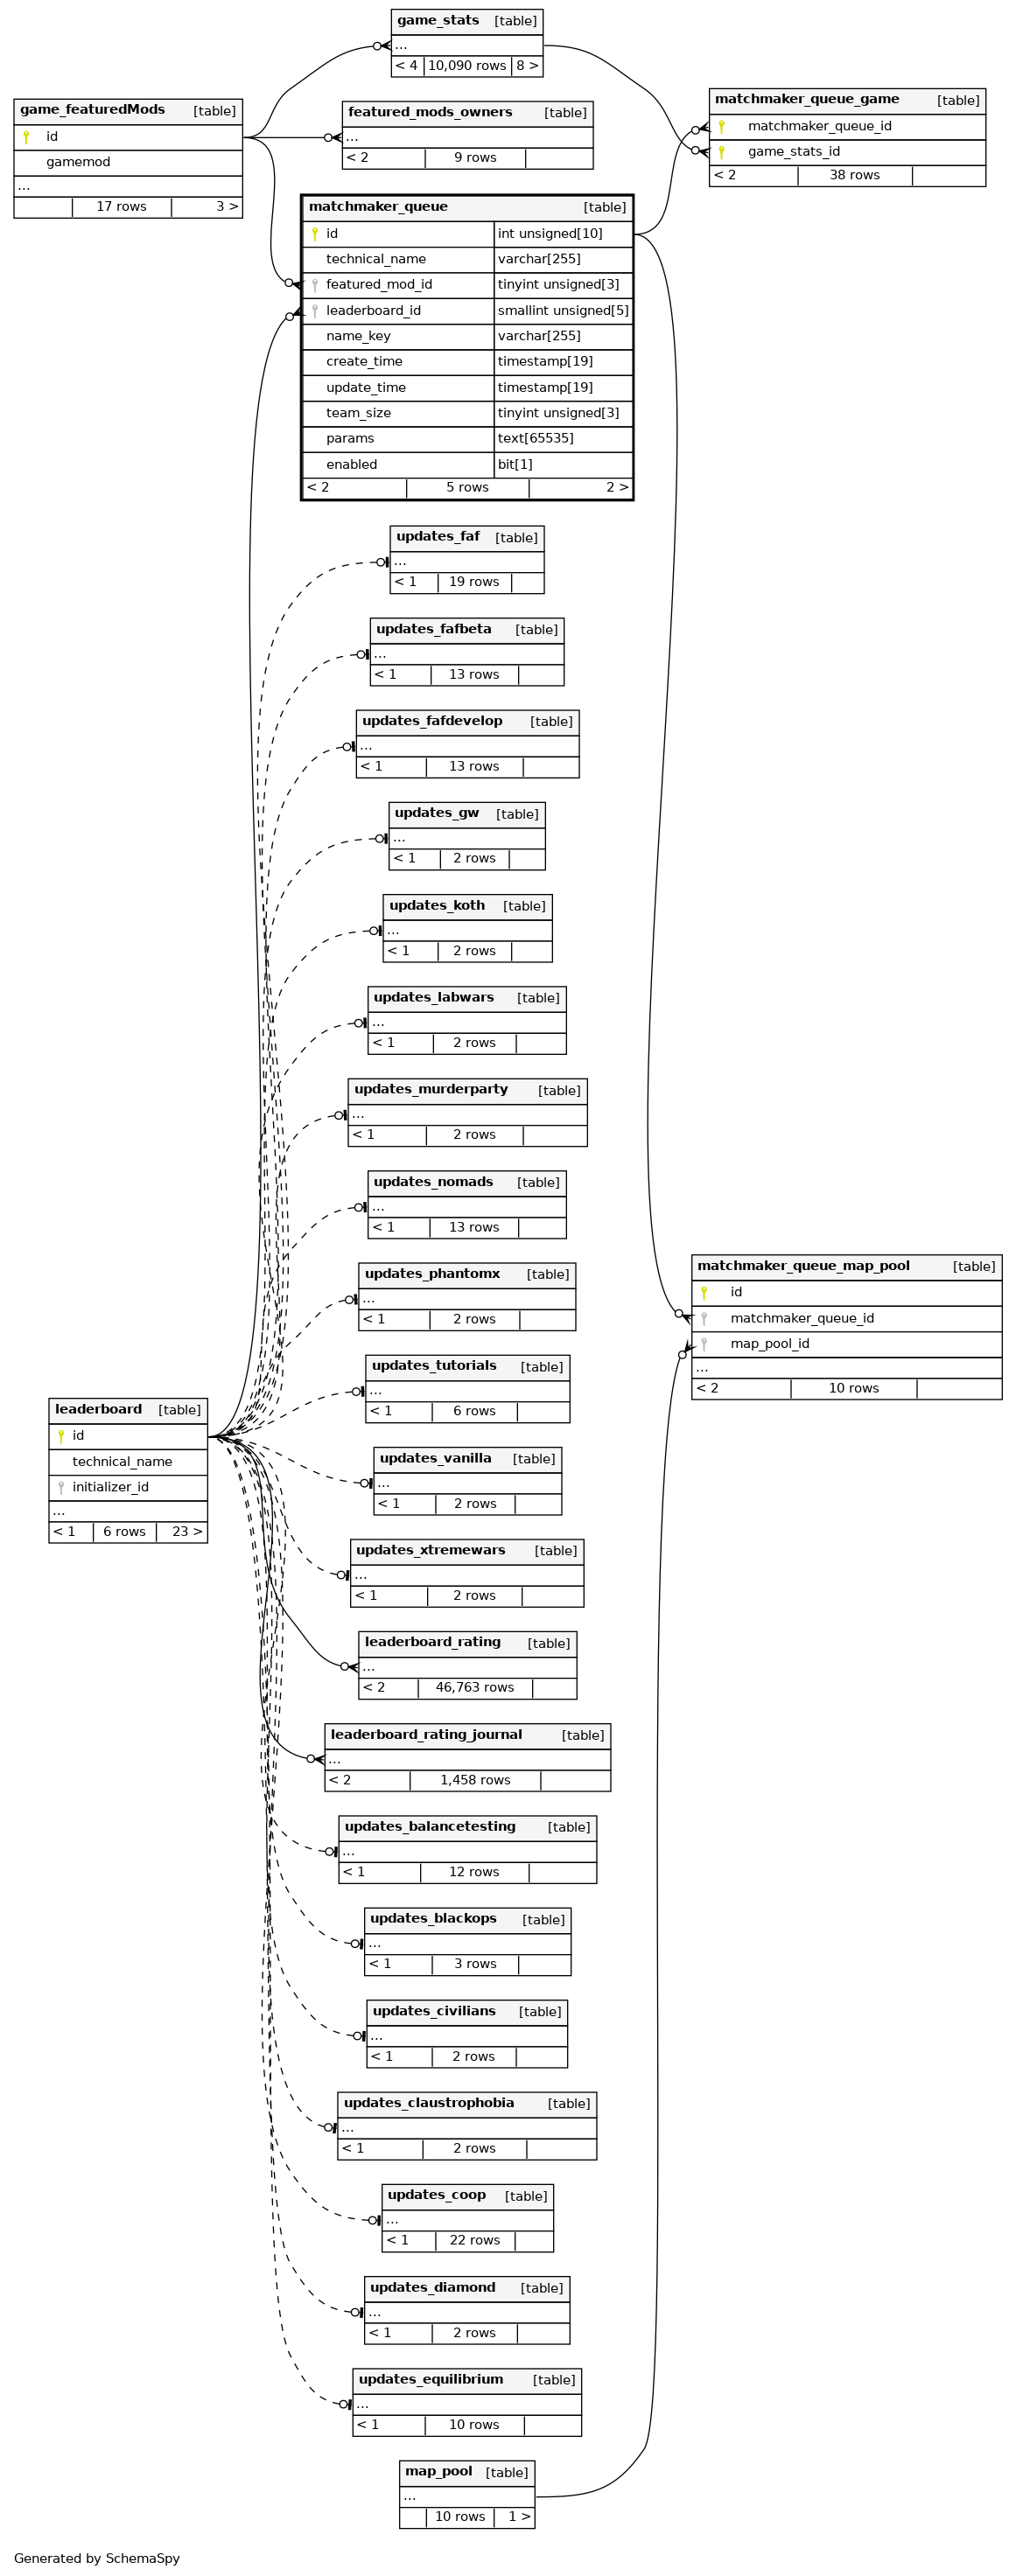 game_stats [table]
...
< 4 10,090 rows 8 >
game_featuredMods [table]
id
gamemod
...
17 rows 3 >
featured_mods_owners [table]
...
< 2 9 rows
matchmaker_queue_game [table]
matchmaker_queue_id
game_stats_id
< 2 38 rows
matchmaker_queue [table]
id int unsigned[10]
technical_name varchar[255]
featured_mod_id tinyint unsigned[3]
leaderboard_id smallint unsigned[5]
name_key varchar[255]
create_time timestamp[19]
update_time timestamp[19]
team_size tinyint unsigned[3]
params text[65535]
enabled bit[1]
< 2 5 rows 2 >
updates_faf [table]
...
< 1 19 rows
updates_fafbeta [table]
...
< 1 13 rows
updates_fafdevelop [table]
...
< 1 13 rows
updates_gw [table]
...
< 1 2 rows
updates_koth [table]
...
< 1 2 rows
updates_labwars [table]
...
< 1 2 rows
updates_murderparty [table]
...
< 1 2 rows
updates_nomads [table]
...
< 1 13 rows
updates_phantomx [table]
...
< 1 2 rows
matchmaker_queue_map_pool [table]
id
matchmaker_queue_id
map_pool_id
...
< 2 10 rows
updates_tutorials [table]
...
< 1 6 rows
leaderboard [table]
id
technical_name
initializer_id
...
< 1 6 rows 23 >
updates_vanilla [table]
...
< 1 2 rows
updates_xtremewars [table]
...
< 1 2 rows
leaderboard_rating [table]
...
< 2 46,763 rows
leaderboard_rating_journal [table]
...
< 2 1,458 rows
updates_balancetesting [table]
...
< 1 12 rows
updates_blackops [table]
...
< 1 3 rows
updates_civilians [table]
...
< 1 2 rows
updates_claustrophobia [table]
...
< 1 2 rows
updates_coop [table]
...
< 1 22 rows
updates_diamond [table]
...
< 1 2 rows
updates_equilibrium [table]
...
< 1 10 rows
map_pool [table]
...
10 rows 1 >
Generated by SchemaSpy